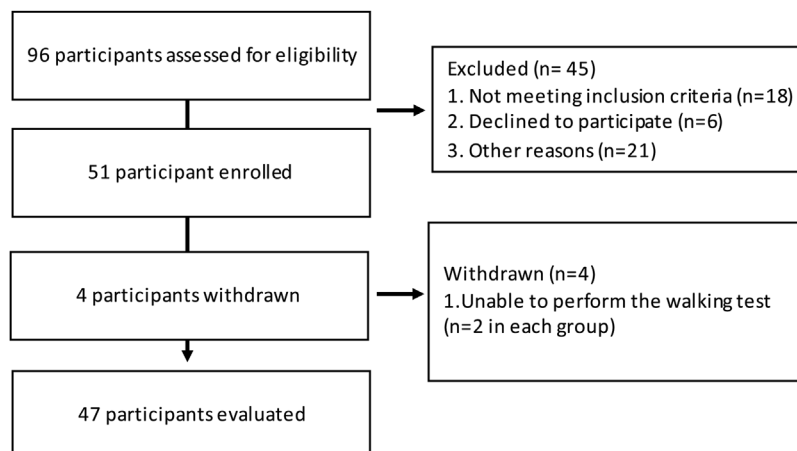 96 participants assessed for eligibility
Excluded (n= 45)
1. Not meeting inclusion criteria (n=18)
2. Declined to participate (n=6)
3. Other reasons (n=21)
51 participant enrolled
4 participants withdrawn
Withdrawn (n=4)
1.Unable to perform the walking test
(n=2 in each group)
47 participants evaluated